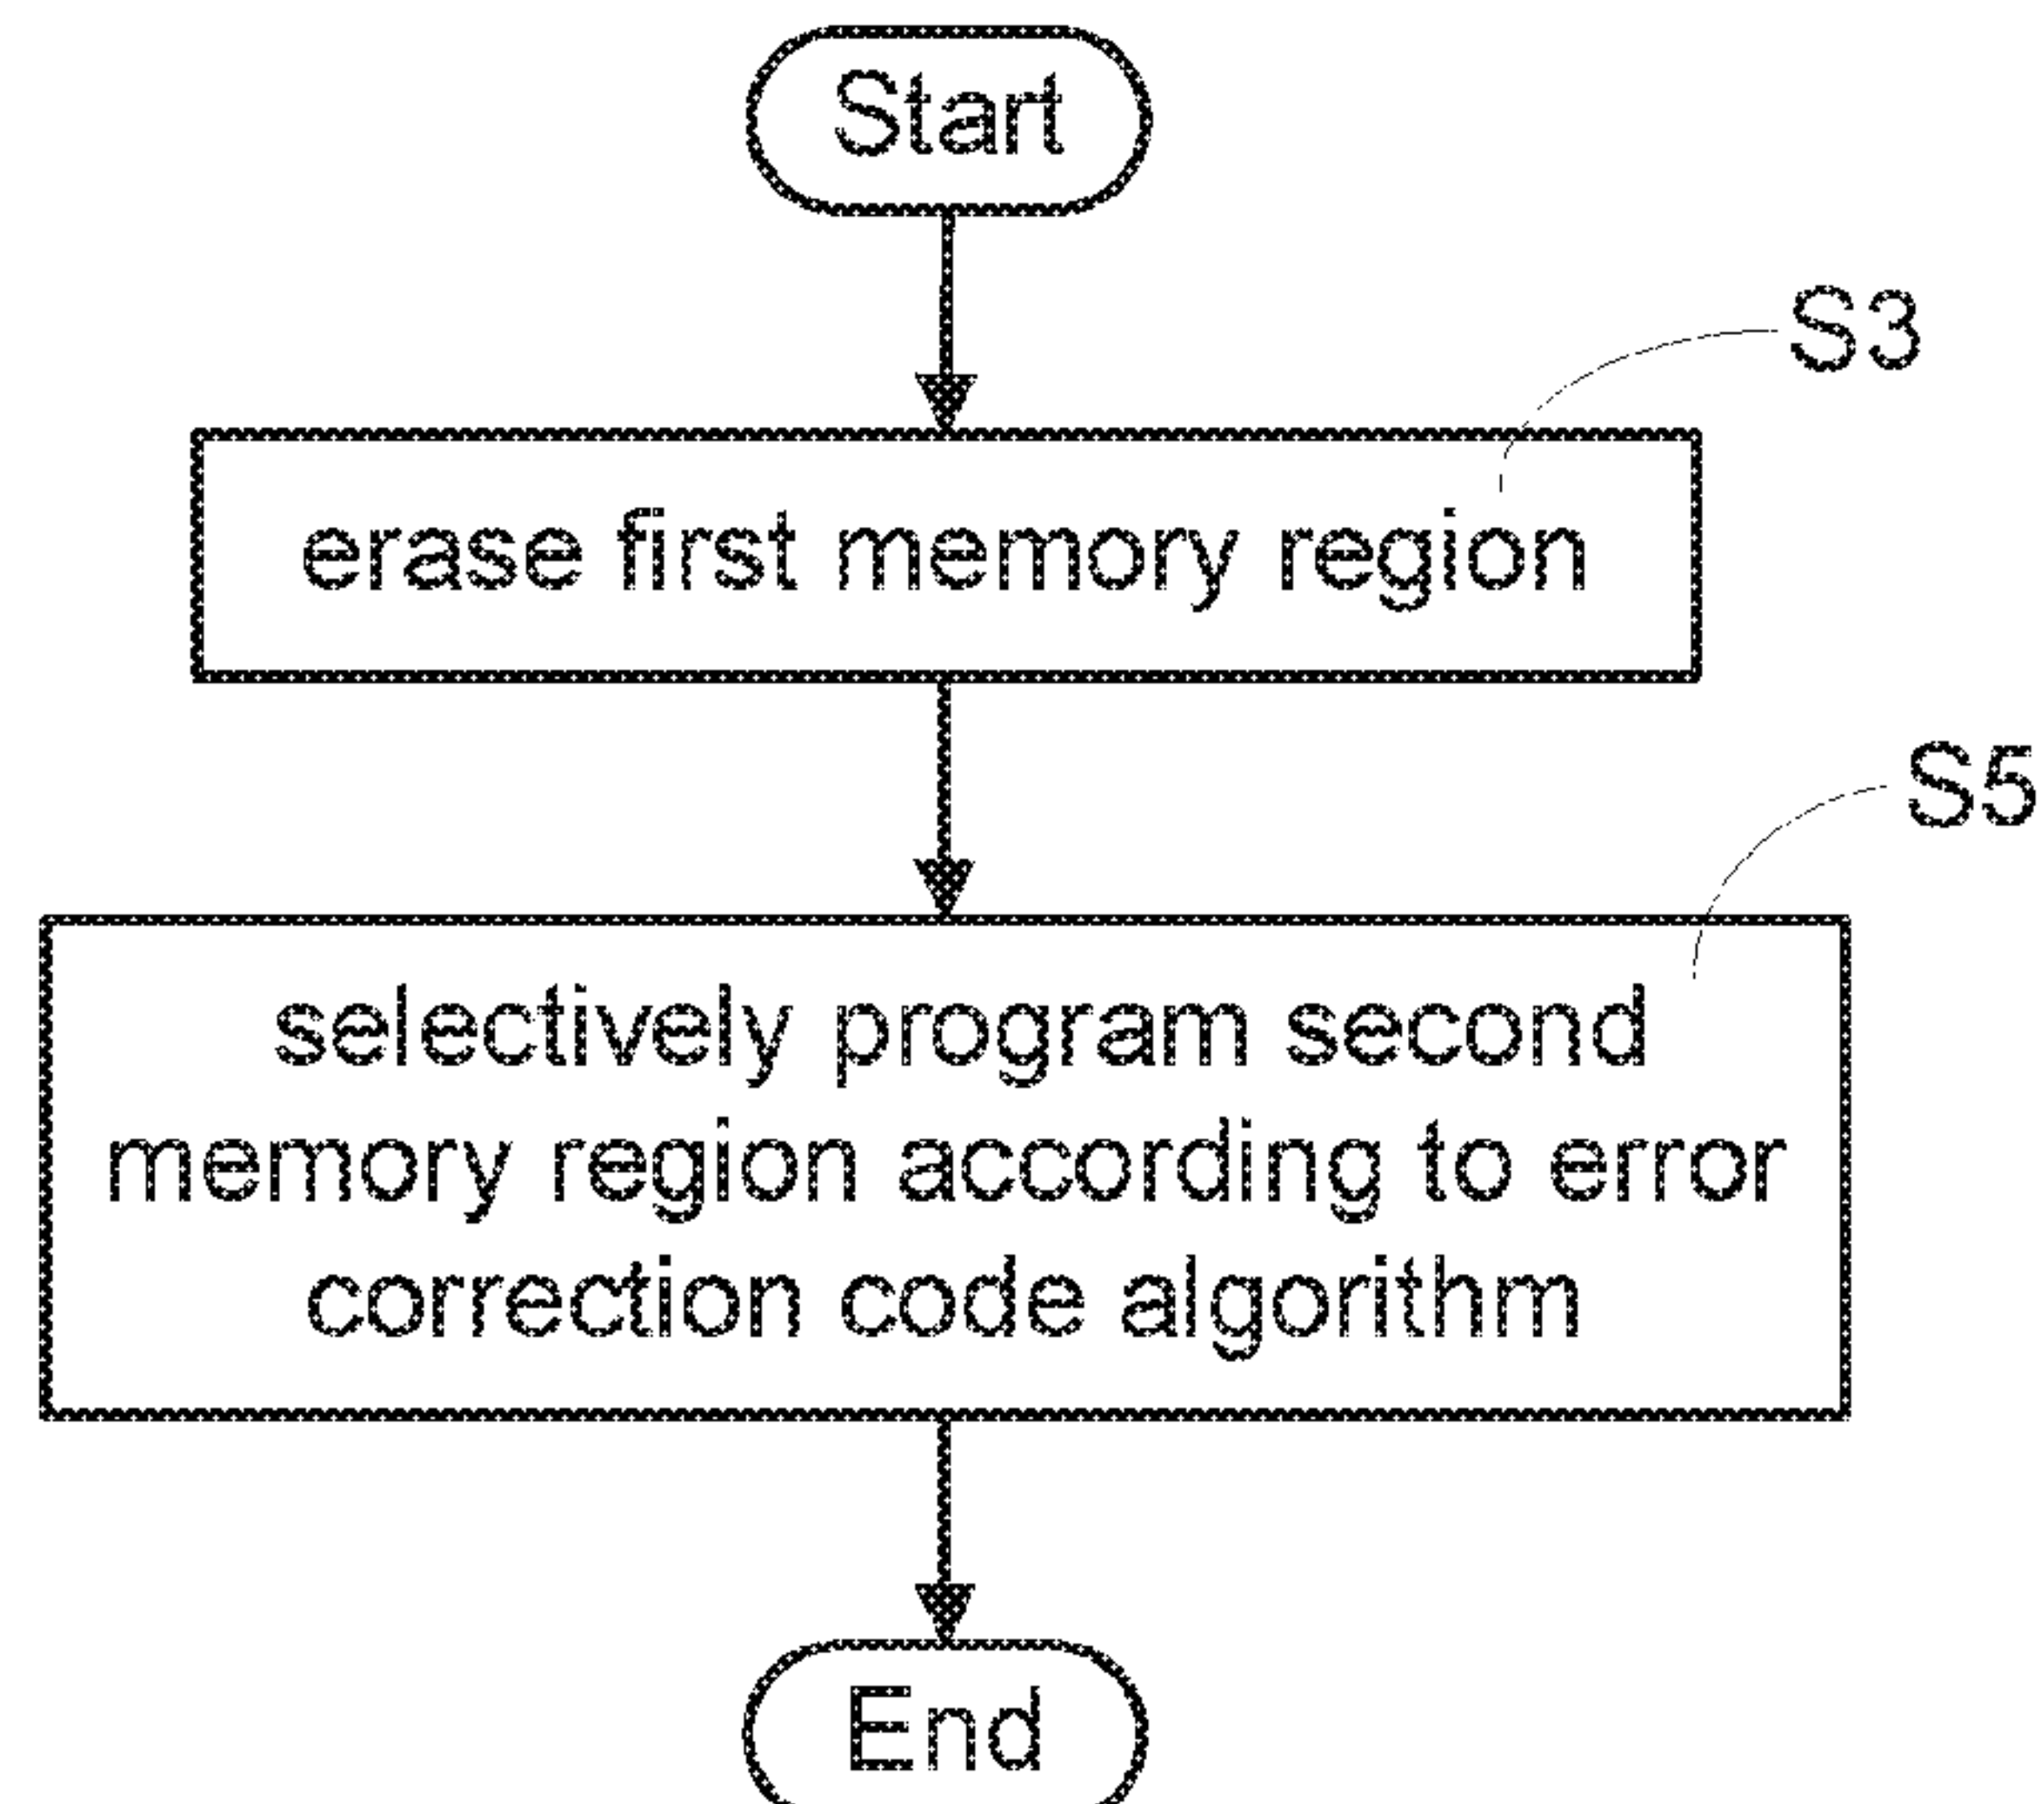 Start
S3
erase first memory region
S5
selectively program second
memory region according to error
correction code algorithm
End